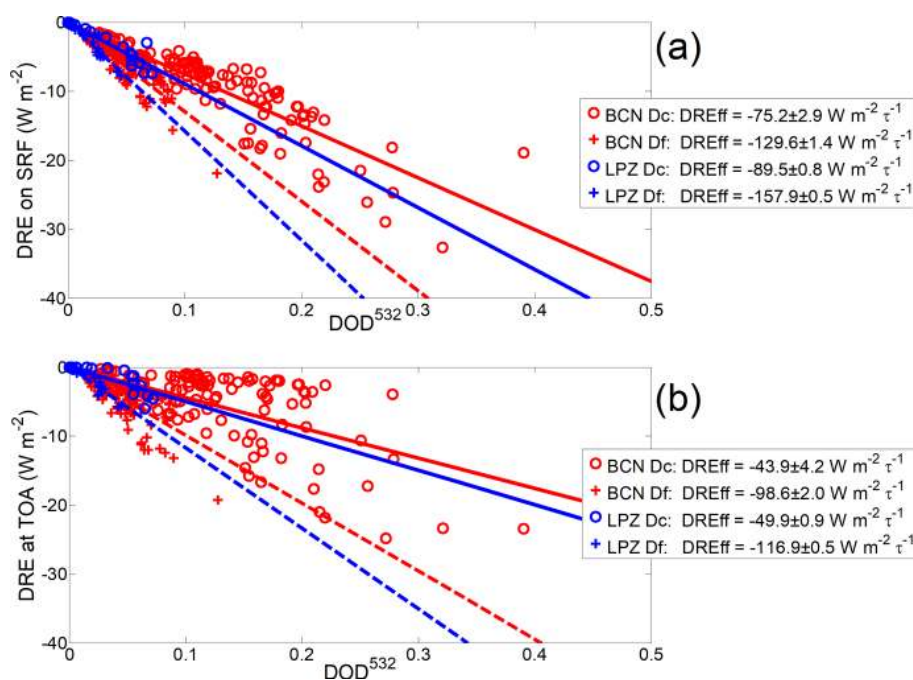 (a)
DRE on SRF (W m⁻²)
0
-10
-20
-30
-40
0 0.1 0.2 0.3 0.4 0.5
DOD⁵³²
BCN Dc: DREff = -75.2±2.9 W m⁻² τ⁻¹
BCN Df: DREff = -129.6±1.4 W m⁻² τ⁻¹
LPZ Dc: DREff = -89.5±0.8 W m⁻² τ⁻¹
LPZ Df: DREff = -157.9±0.5 W m⁻² τ⁻¹
(b)
DRE at TOA (W m⁻²)
0
-10
-20
-30
-40
0 0.1 0.2 0.3 0.4 0.5
DOD⁵³²
BCN Dc: DREff = -43.9±4.2 W m⁻² τ⁻¹
BCN Df: DREff = -98.6±2.0 W m⁻² τ⁻¹
LPZ Dc: DREff = -49.9±0.9 W m⁻² τ⁻¹
LPZ Df: DREff = -116.9±0.5 W m⁻² τ⁻¹